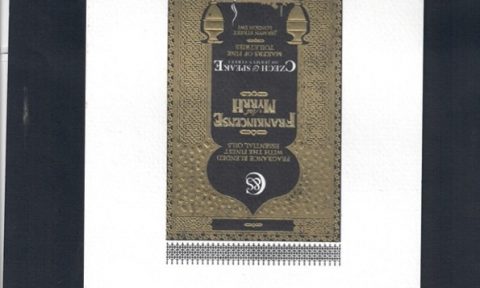 C&S
FRAGRANCE BLENDED
WITH THE FINEST
ESSENTIAL OILS
FRANKINCENSE
and
MYRRH
CZECH & SPEAKE
OF JERMYN STREET
MAKERS OF FINE
TOILETRIES
JERMYN STREET
LONDON SW1